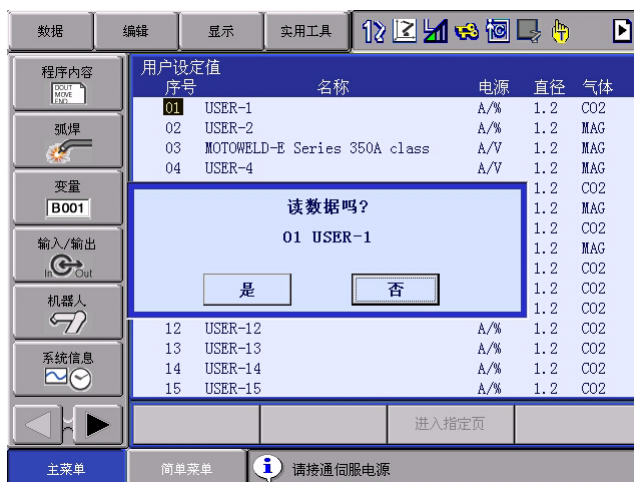 数据 编辑 显示 实用工具
程序内容
DOUT
MOVE
END
弧焊
变量
B001
输入/输出
In Out
机器人
系统信息
用户设定值
序号 名称 电源 直径 气体
01 USER-1 A/% 1.2 CO2
02 USER-2 A/% 1.2 MAG
03 MOTOWELD-E Series 350A class A/V 1.2 MAG
04 USER-4 A/V 1.2 MAG
1.2 CO2
1.2 MAG
1.2 CO2
1.2 MAG
1.2 CO2
1.2 CO2
1.2 CO2
读数据吗?
01 USER-1
是 否
12 USER-12 A/% 1.2 CO2
13 USER-13 A/% 1.2 CO2
14 USER-14 A/% 1.2 CO2
15 USER-15 A/% 1.2 CO2
进入指定页
主菜单 简单菜单 请接通伺服电源